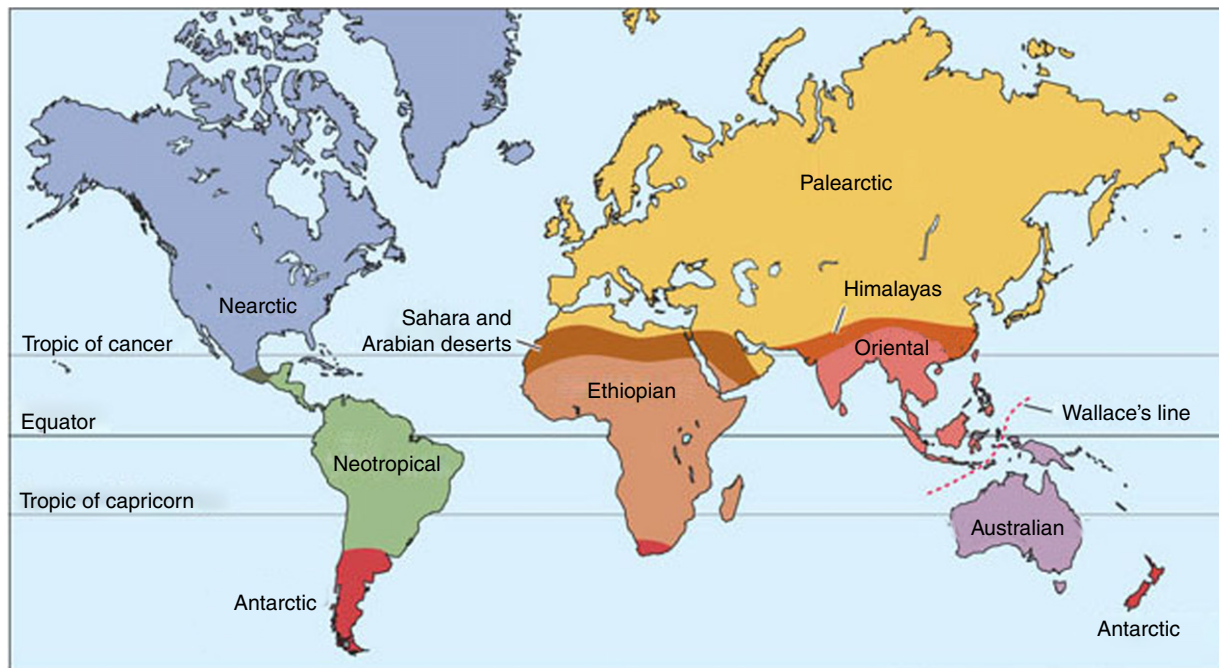 Palearctic
Himalayas
Nearctic
Sahara and
Arabian deserts
Tropic of cancer
Oriental
Ethiopian
Wallace's line
Equator
Neotropical
Tropic of capricorn
Australian
Antarctic
Antarctic